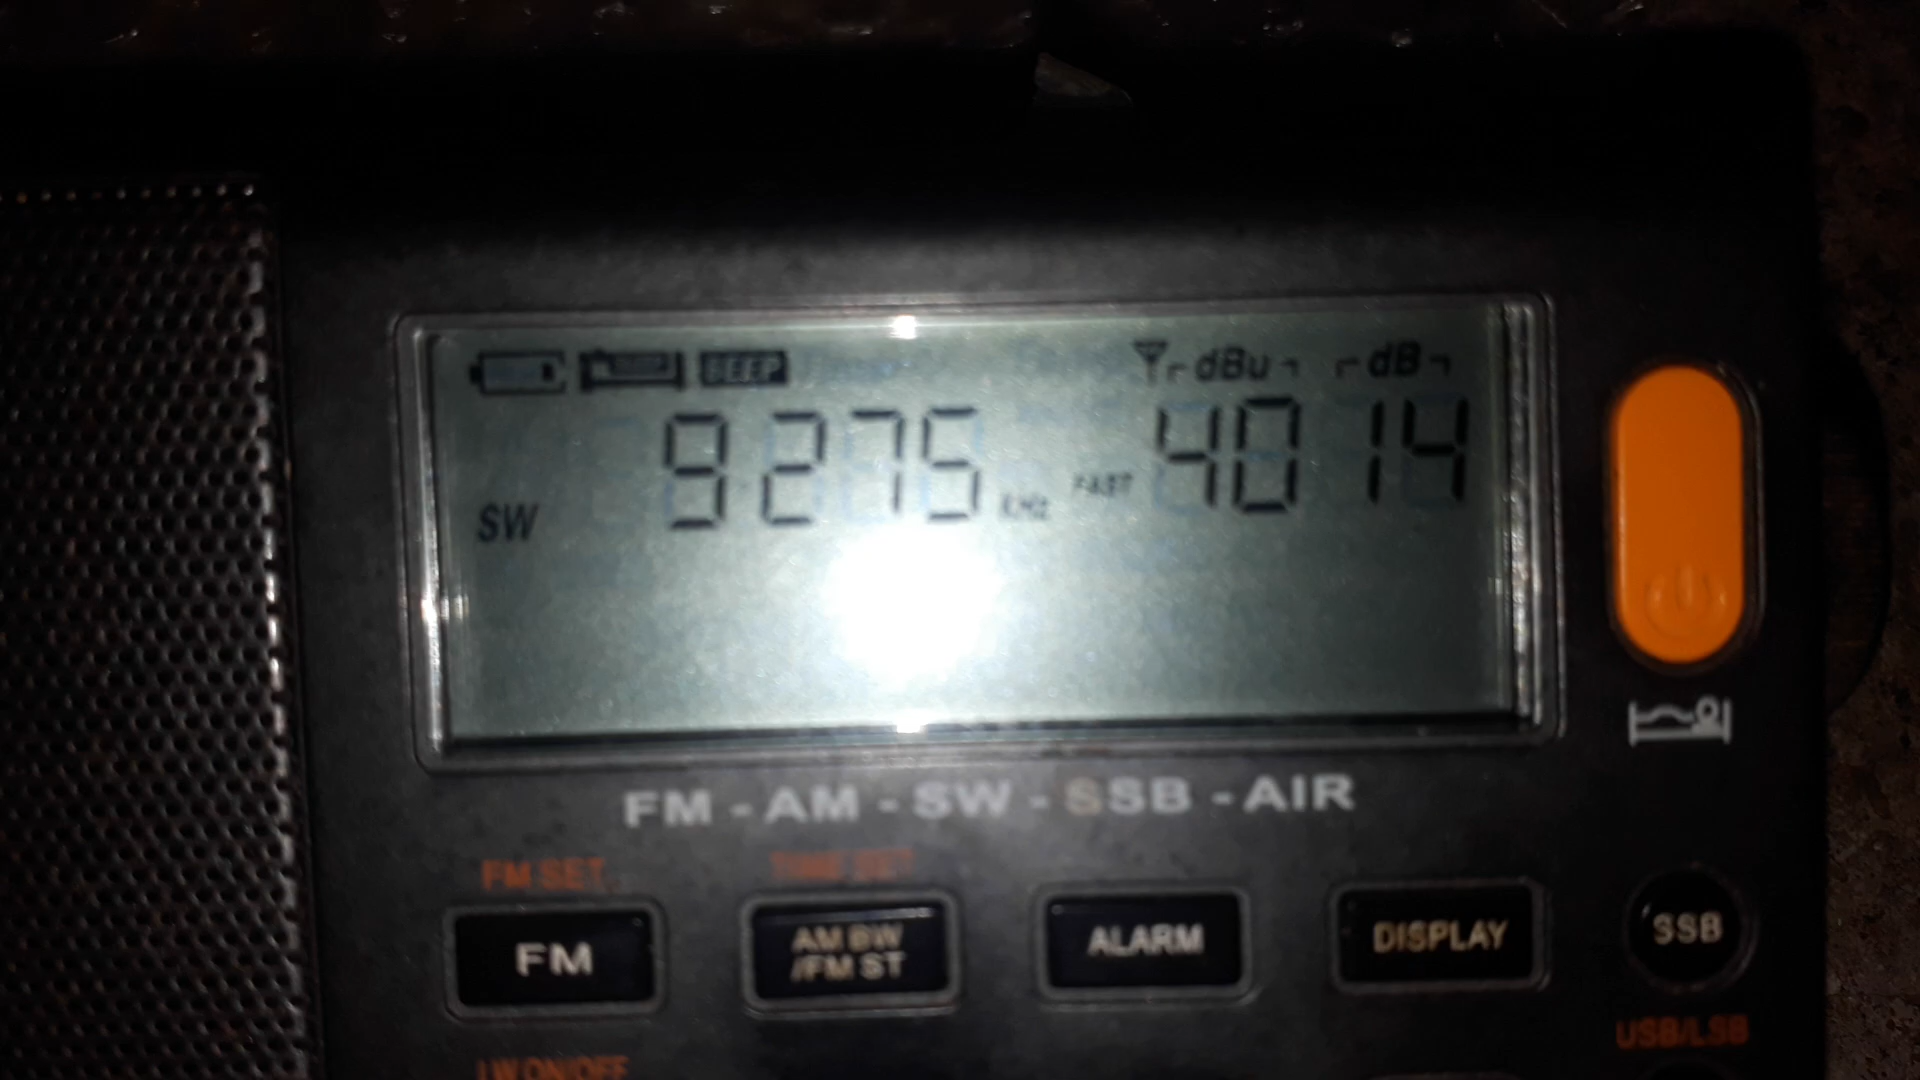 BEEP dBu dB
SW 9275 KHz FAST 40 14
FM - AM - SW - SSB - AIR
FM SET TIME SET
FM AM BW ALARM DISPLAY SSB
/FM ST
USB/LSB
LW ON/OFF